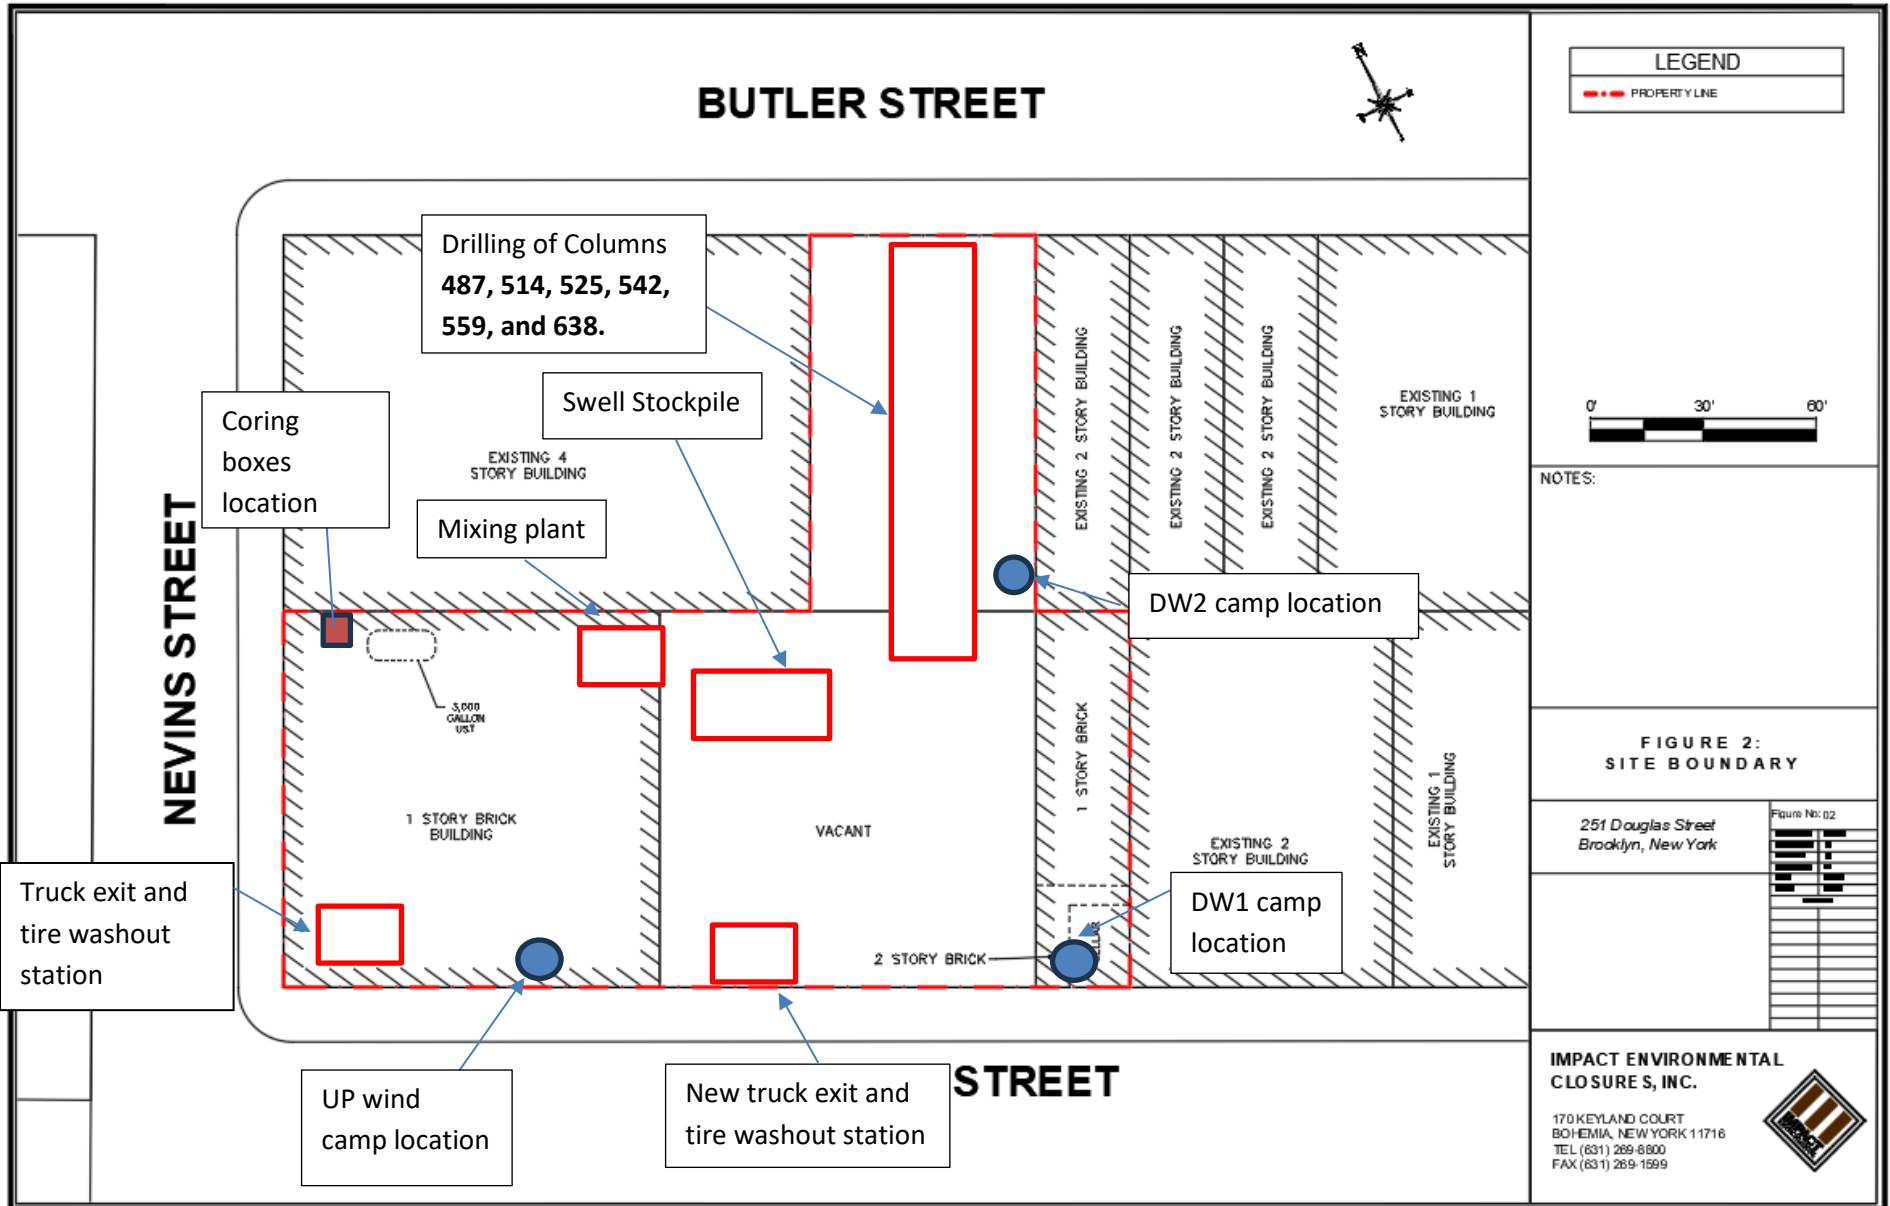 BUTLER STREET
N
LEGEND
PROPERTY LINE
Drilling of Columns
487, 514, 525, 542,
559, and 638.
Swell Stockpile
Coring
boxes
location
Mixing plant
EXISTING 4
STORY BUILDING
EXISTING 2 STORY BUILDING
EXISTING 2 STORY BUILDING
EXISTING 2 STORY BUILDING
EXISTING 1
STORY BUILDING
0'
30'
60'
NOTES:
NEVINS STREET
DW2 camp location
GALLON
UST
1 STORY BRICK
BUILDING
VACANT
1 STORY BRICK
EXISTING 2
STORY BUILDING
EXISTING 1
STORY BUILDING
FIGURE 2:
SITE BOUNDARY
251 Douglas Street
Brooklyn, New York
Figure No: 02
Truck exit and
tire washout
station
DW1 camp
location
2 STORY BRICK
LLAR
UP wind
camp location
New truck exit and
tire washout station
STREET
IMPACT ENVIRONMENTAL
CLOSURES, INC.
170 KEYLAND COURT
BOHEMIA, NEW YORK 11716
TEL (631) 269-8800
FAX (631) 269-1599
IMPACT